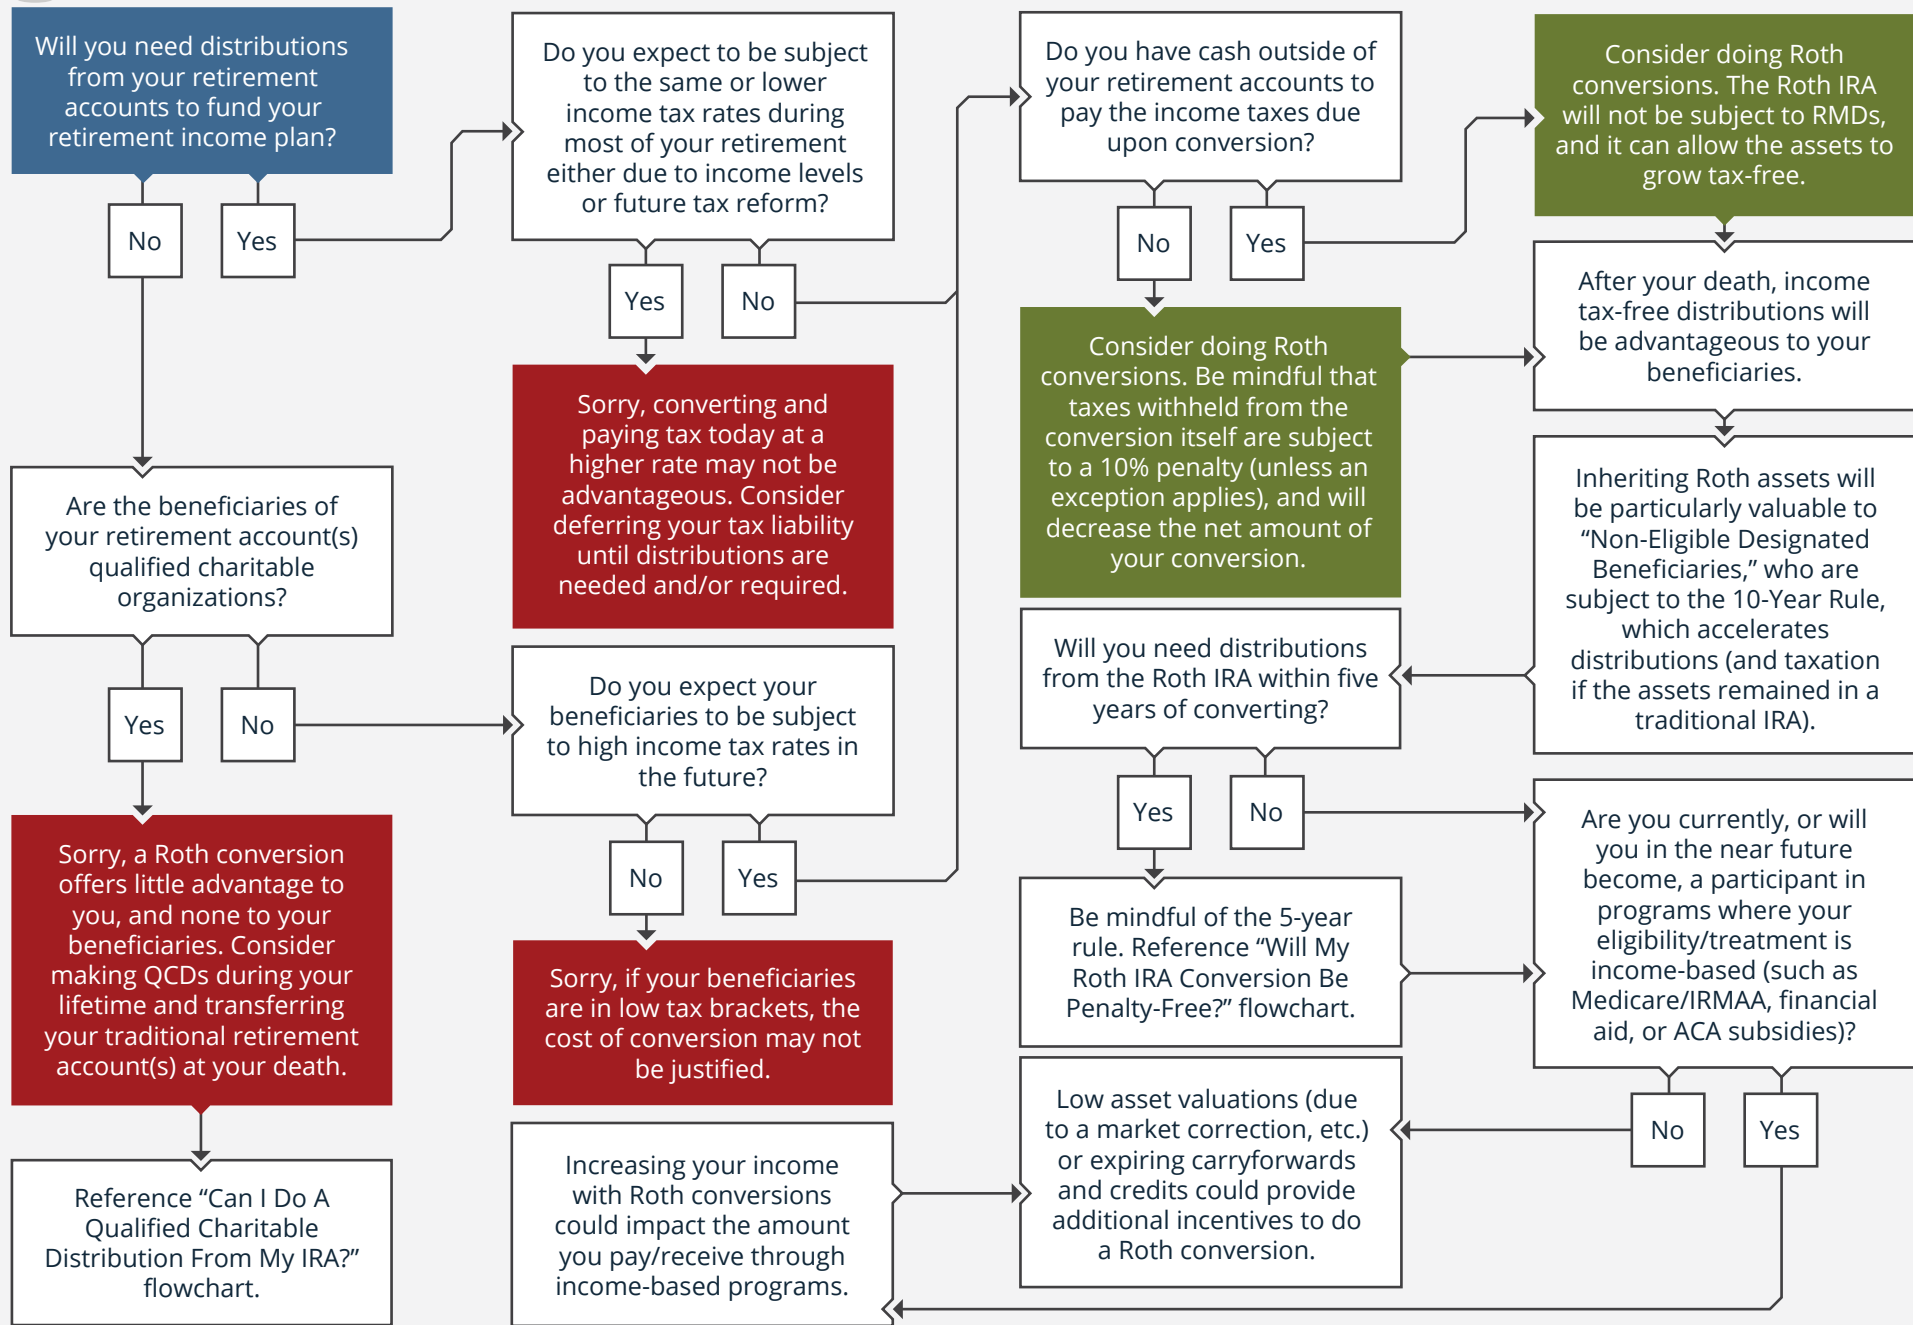 Will you need distributions
from your retirement
accounts to fund your
retirement income plan?
No
Yes
Are the beneficiaries of
your retirement account(s)
qualified charitable
organizations?
Yes
No
Sorry, a Roth conversion
offers little advantage to
you, and none to your
beneficiaries. Consider
making QCDs during your
lifetime and transferring
your traditional retirement
account(s) at your death.
Reference “Can I Do A
Qualified Charitable
Distribution From My IRA?”
flowchart.
Do you expect to be subject
to the same or lower
income tax rates during
most of your retirement
either due to income levels
or future tax reform?
Yes
No
Sorry, converting and
paying tax today at a
higher rate may not be
advantageous. Consider
deferring your tax liability
until distributions are
needed and/or required.
Do you expect your
beneficiaries to be subject
to high income tax rates in
the future?
No
Yes
Sorry, if your beneficiaries
are in low tax brackets, the
cost of conversion may not
be justified.
Increasing your income
with Roth conversions
could impact the amount
you pay/receive through
income-based programs.
Do you have cash outside of
your retirement accounts to
pay the income taxes due
upon conversion?
No
Yes
Consider doing Roth
conversions. Be mindful that
taxes withheld from the
conversion itself are subject
to a 10% penalty (unless an
exception applies), and will
decrease the net amount of
your conversion.
Will you need distributions
from the Roth IRA within five
years of converting?
Yes
No
Be mindful of the 5-year
rule. Reference “Will My
Roth IRA Conversion Be
Penalty-Free?” flowchart.
Low asset valuations (due
to a market correction, etc.)
or expiring carryforwards
and credits could provide
additional incentives to do
a Roth conversion.
Consider doing Roth
conversions. The Roth IRA
will not be subject to RMDs,
and it can allow the assets to
grow tax-free.
After your death, income
tax-free distributions will
be advantageous to your
beneficiaries.
Inheriting Roth assets will
be particularly valuable to
“Non-Eligible Designated
Beneficiaries,” who are
subject to the 10-Year Rule,
which accelerates
distributions (and taxation
if the assets remained in a
traditional IRA).
Are you currently, or will
you in the near future
become, a participant in
programs where your
eligibility/treatment is
income-based (such as
Medicare/IRMAA, financial
aid, or ACA subsidies)?
No
Yes